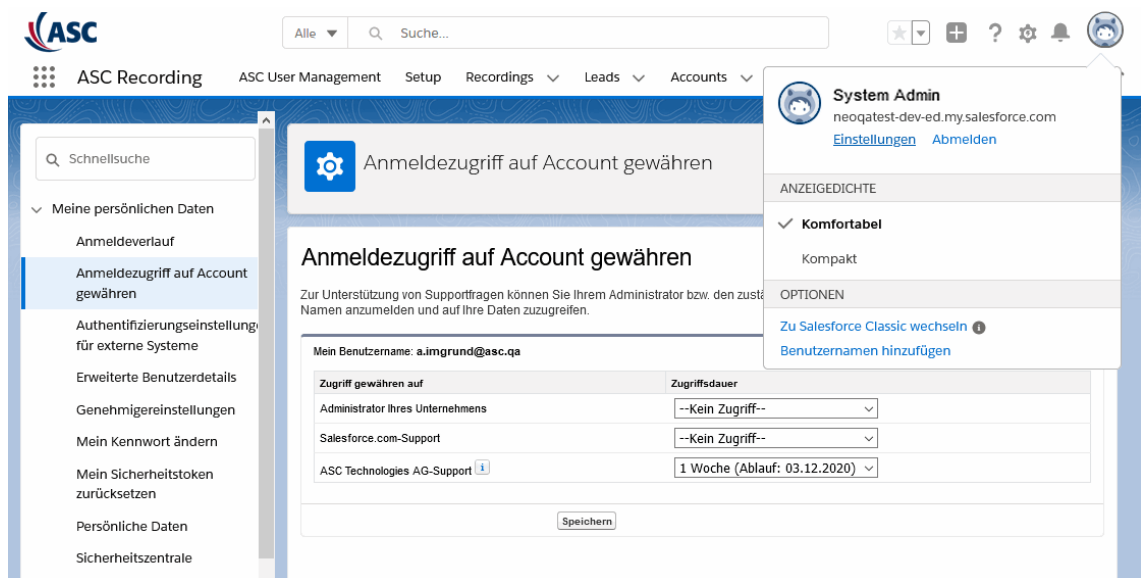 ASC
Alle
Suche...
ASC Recording
ASC User Management
Setup
Recordings
Leads
Accounts
System Admin
neoqatest-dev-ed.my.salesforce.com
Einstellungen
Abmelden
ANZEIGEDICHTE
Komfortabel
Kompakt
OPTIONEN
Zu Salesforce Classic wechseln
Benutzernamen hinzufügen
Schnellsuche
Meine persönlichen Daten
Anmeldeverlauf
Anmeldezugriff auf Account
gewähren
Authentifizierungseinstellung
für externe Systeme
Erweiterte Benutzerdetails
Genehmigereinstellungen
Mein Kennwort ändern
Mein Sicherheitstoken
zurücksetzen
Persönliche Daten
Sicherheitszentrale
Anmeldezugriff auf Account gewähren
Anmeldezugriff auf Account gewähren
Zur Unterstützung von Supportfragen können Sie Ihrem Administrator bzw. den zustä
Namen anzumelden und auf Ihre Daten zuzugreifen.
Mein Benutzername: a.imgrund@asc.qa
Zugriff gewähren auf
Zugriffsdauer
Administrator Ihres Unternehmens
--Kein Zugriff--
Salesforce.com-Support
--Kein Zugriff--
ASC Technologies AG-Support
1 Woche (Ablauf: 03.12.2020)
Speichern